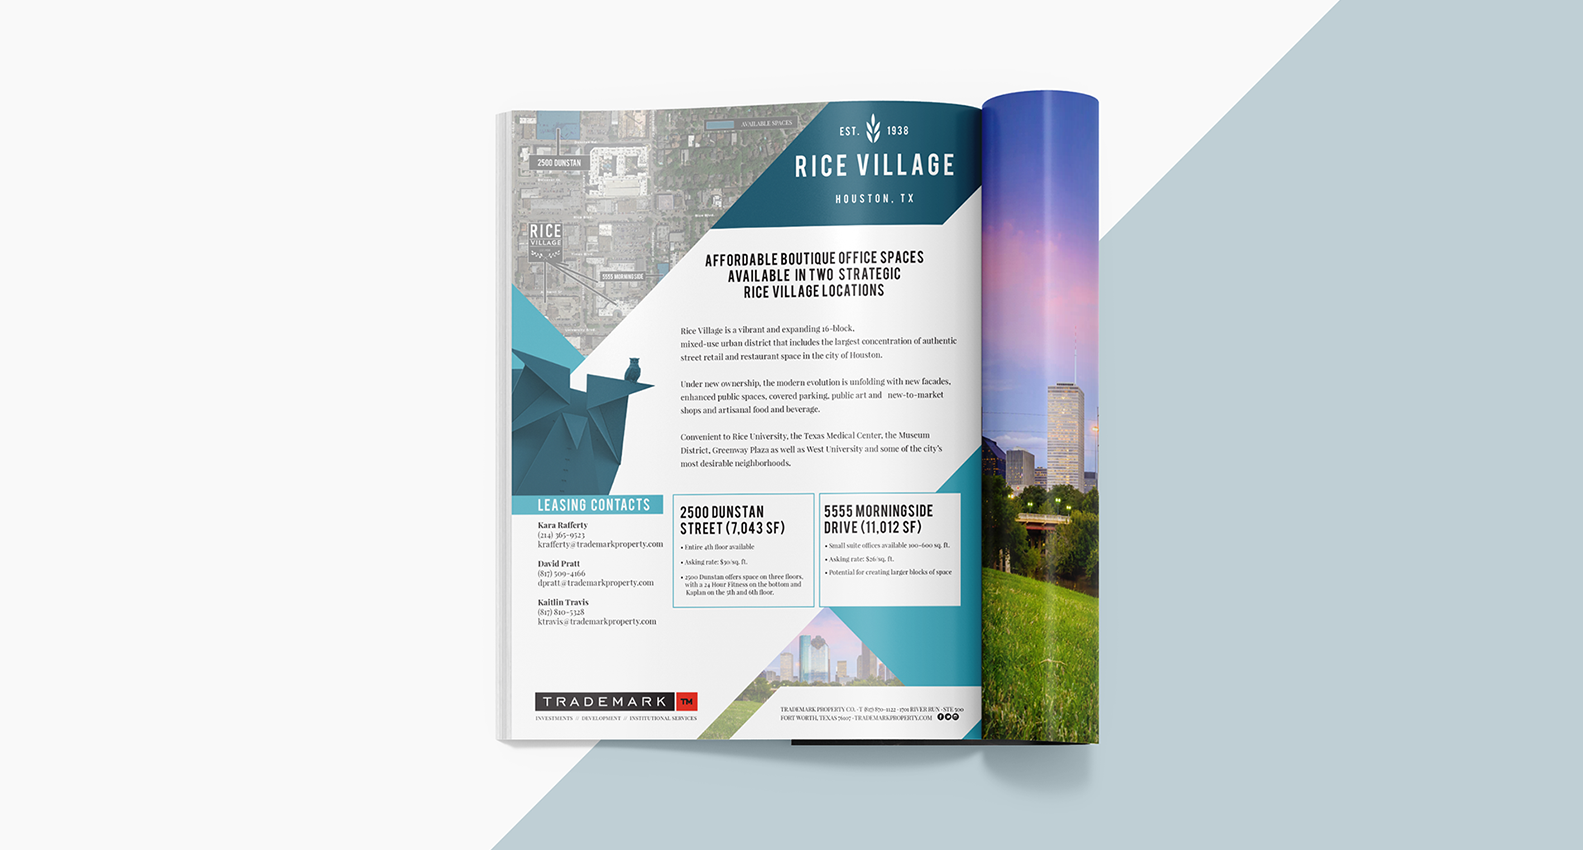 AVAILABLE SPACES
2500 DUNSTAN
RICE
VILLAGE
5555 MORNINGSIDE
EST. 1938
RICE VILLAGE
HOUSTON, TX
AFFORDABLE BOUTIQUE OFFICE SPACES
AVAILABLE IN TWO STRATEGIC
RICE VILLAGE LOCATIONS
Rice Village is a vibrant and expanding 16-block,
mixed-use urban district that includes the largest concentration of authentic
street retail and restaurant space in the city of Houston.
Under new ownership, the modern evolution is unfolding with new facades,
enhanced public spaces, covered parking, public art and new-to-market
shops and artisanal food and beverage.
Convenient to Rice University, the Texas Medical Center, the Museum
District, Greenway Plaza as well as West University and some of the city's
most desirable neighborhoods.
LEASING CONTACTS
Kara Rafferty
(214) 365-9523
krafferty@trademarkproperty.com
David Pratt
(817) 509-4166
dpratt@trademarkproperty.com
Kaitlin Travis
(817) 810-5328
ktravis@trademarkproperty.com
2500 DUNSTAN
STREET (7,043 SF)
• Entire 4th floor available
• Asking rate: $30/sq. ft.
• 2500 Dunstan offers space on three floors,
with a 24 Hour Fitness on the bottom and
Kaplan on the 5th and 6th floor.
5555 MORNINGSIDE
DRIVE (11,012 SF)
• Small suite offices available 100-600 sq. ft.
• Asking rate: $26/sq. ft.
• Potential for creating larger blocks of space
TRADEMARK TM
INVESTMENTS // DEVELOPMENT // INSTITUTIONAL SERVICES
TRADEMARK PROPERTY CO. · T (817) 870-1122 · 1701 RIVER RUN · STE 500
FORT WORTH, TEXAS 76107 · TRADEMARKPROPERTY.COM